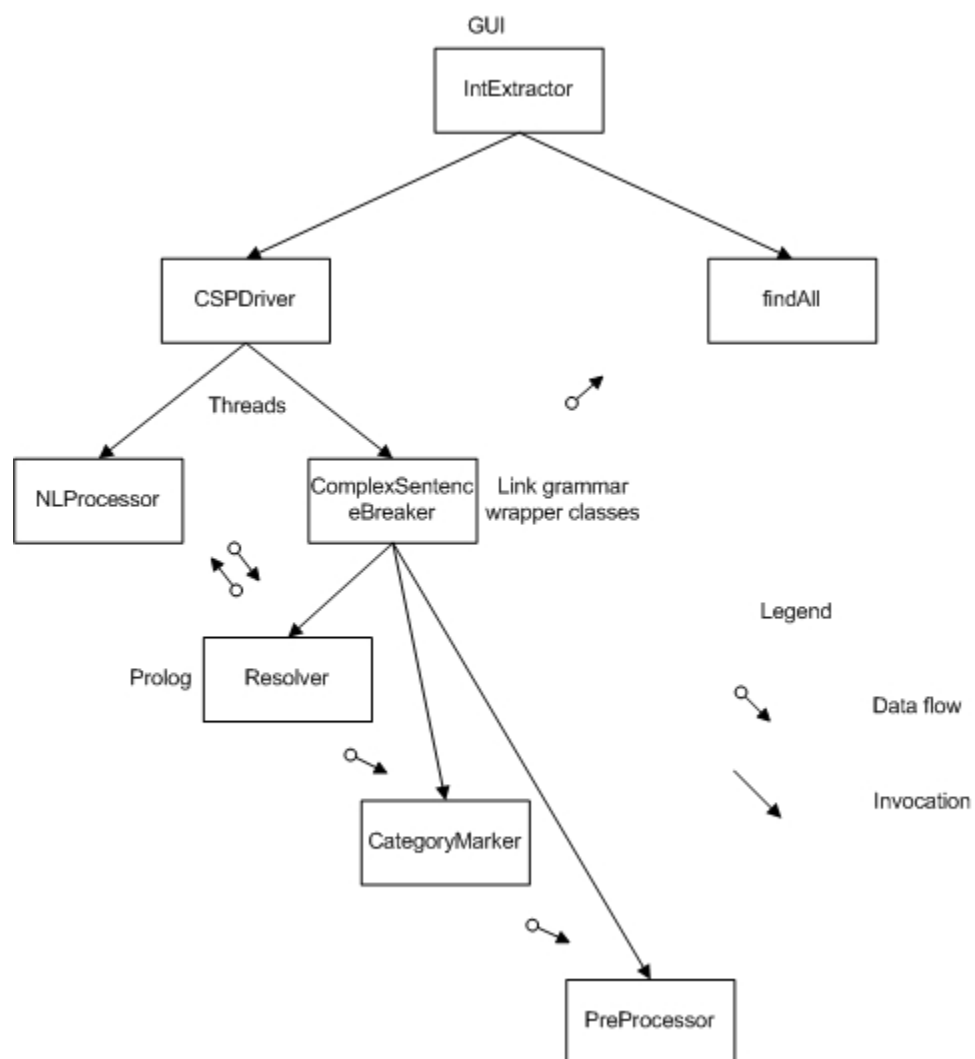 GUI
IntExtractor
CSPDriver
findAll
Threads
NLProcessor
ComplexSentenc
eBreaker
Link grammar
wrapper classes
Legend
Prolog
Resolver
Data flow
Invocation
CategoryMarker
PreProcessor